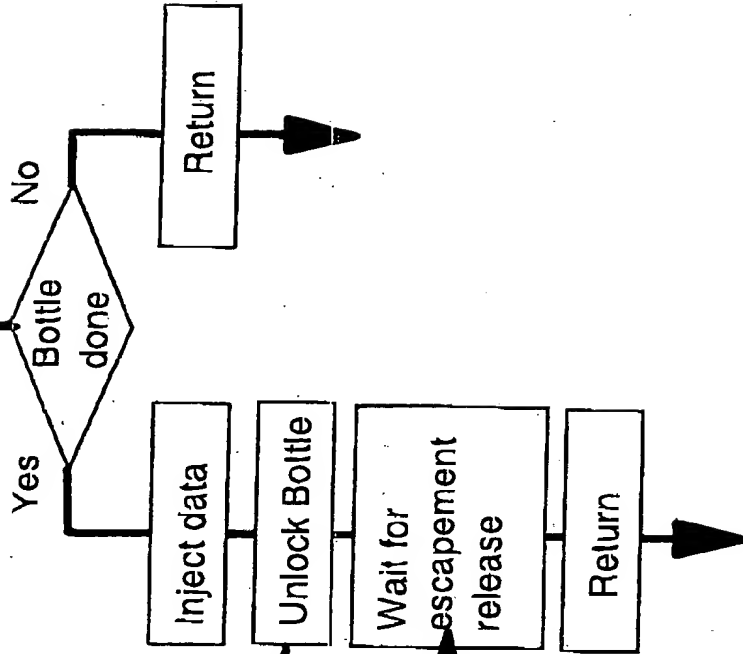 Yes
No
Bottle
done
Return
Inject data
Unlock Bottle
Wait for
escapement
release
Return